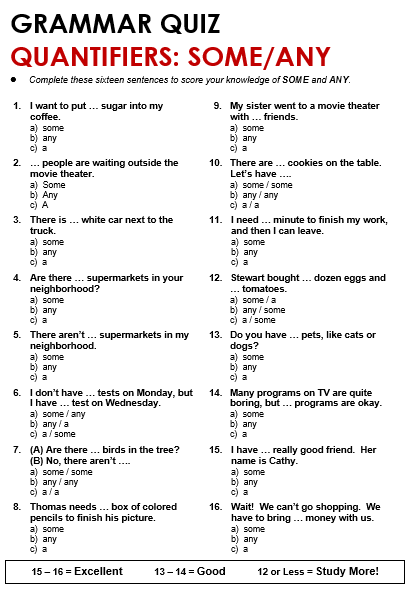 GRAMMAR QUIZ
QUANTIFIERS: SOME/ANY
● Complete these sixteen sentences to score your knowledge of SOME and ANY.
1. I want to put … sugar into my
coffee.
a) some
b) any
c) a
2. … people are waiting outside the
movie theater.
a) Some
b) Any
c) A
3. There is … white car next to the
truck.
a) some
b) any
c) a
4. Are there … supermarkets in your
neighborhood?
a) some
b) any
c) a
5. There aren't … supermarkets in my
neighborhood.
a) some
b) any
c) a
6. I don't have … tests on Monday, but
I have … test on Wednesday.
a) some / any
b) any / a
c) a / some
7. (A) Are there … birds in the tree?
(B) No, there aren't ….
a) some / some
b) any / any
c) a / a
8. Thomas needs … box of colored
pencils to finish his picture.
a) some
b) any
c) a
9. My sister went to a movie theater
with … friends.
a) some
b) any
c) a
10. There are … cookies on the table.
Let's have ….
a) some / some
b) any / any
c) a / a
11. I need … minute to finish my work,
and then I can leave.
a) some
b) any
c) a
12. Stewart bought … dozen eggs and
… tomatoes.
a) some / a
b) any / some
c) a / some
13. Do you have … pets, like cats or
dogs?
a) some
b) any
c) a
14. Many programs on TV are quite
boring, but … programs are okay.
a) some
b) any
c) a
15. I have … really good friend. Her
name is Cathy.
a) some
b) any
c) a
16. Wait! We can't go shopping. We
have to bring … money with us.
a) some
b) any
c) a
15 – 16 = Excellent 13 – 14 = Good 12 or Less = Study More!